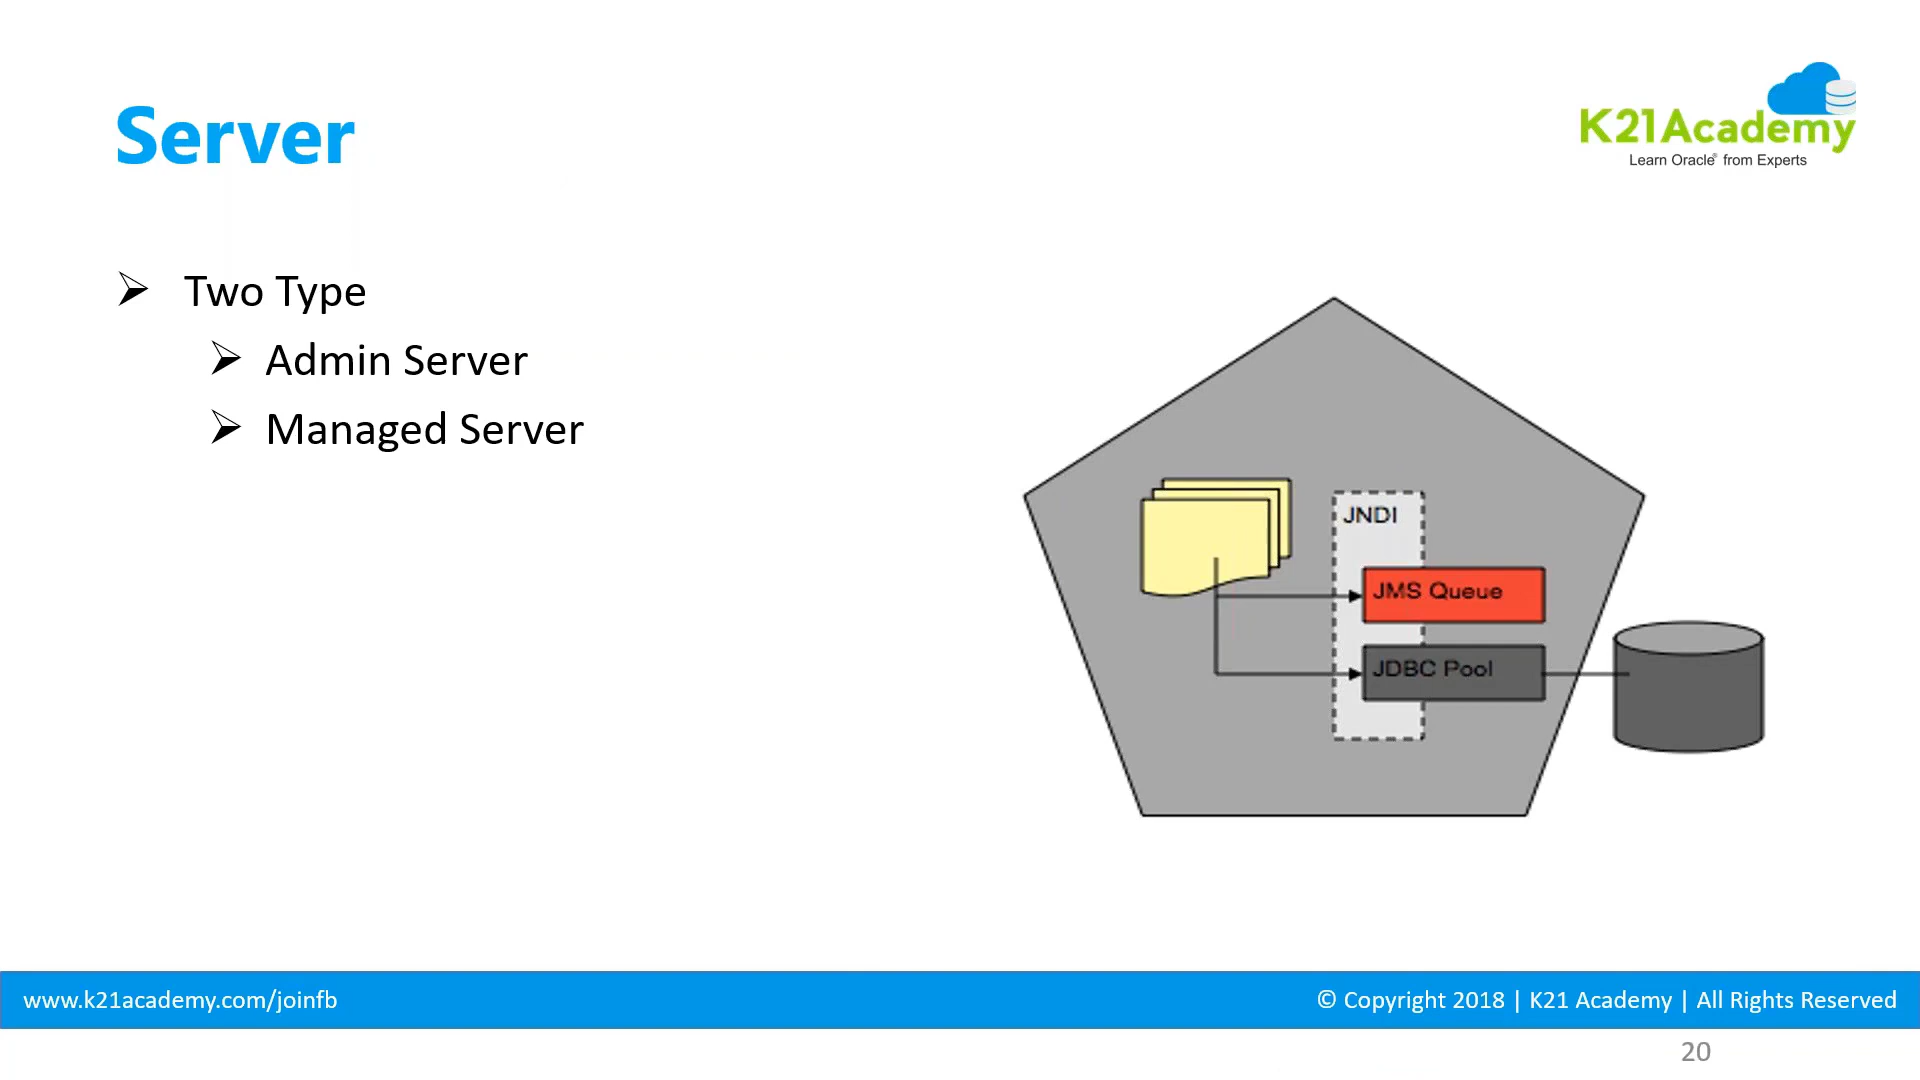 Server
K21Academy
Learn Oracle® from Experts
Two Type
Admin Server
Managed Server
JNDI
JMS Queue
JDBC Pool
www.k21academy.com/joinfb
© Copyright 2018 | K21 Academy | All Rights Reserved
20